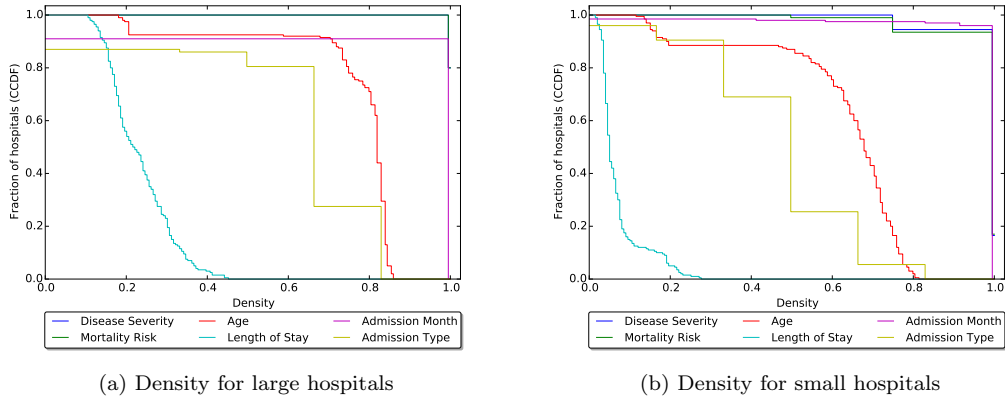 1.0
0.8
0.6
0.4
0.2
0.0
Fraction of hospitals (CCDF)
0.0 0.2 0.4 0.6 0.8 1.0
Density
Disease Severity Age Admission Month
Mortality Risk Length of Stay Admission Type
(a) Density for large hospitals
1.0
0.8
0.6
0.4
0.2
0.0
Fraction of hospitals (CCDF)
0.0 0.2 0.4 0.6 0.8 1.0
Density
Disease Severity Age Admission Month
Mortality Risk Length of Stay Admission Type
(b) Density for small hospitals